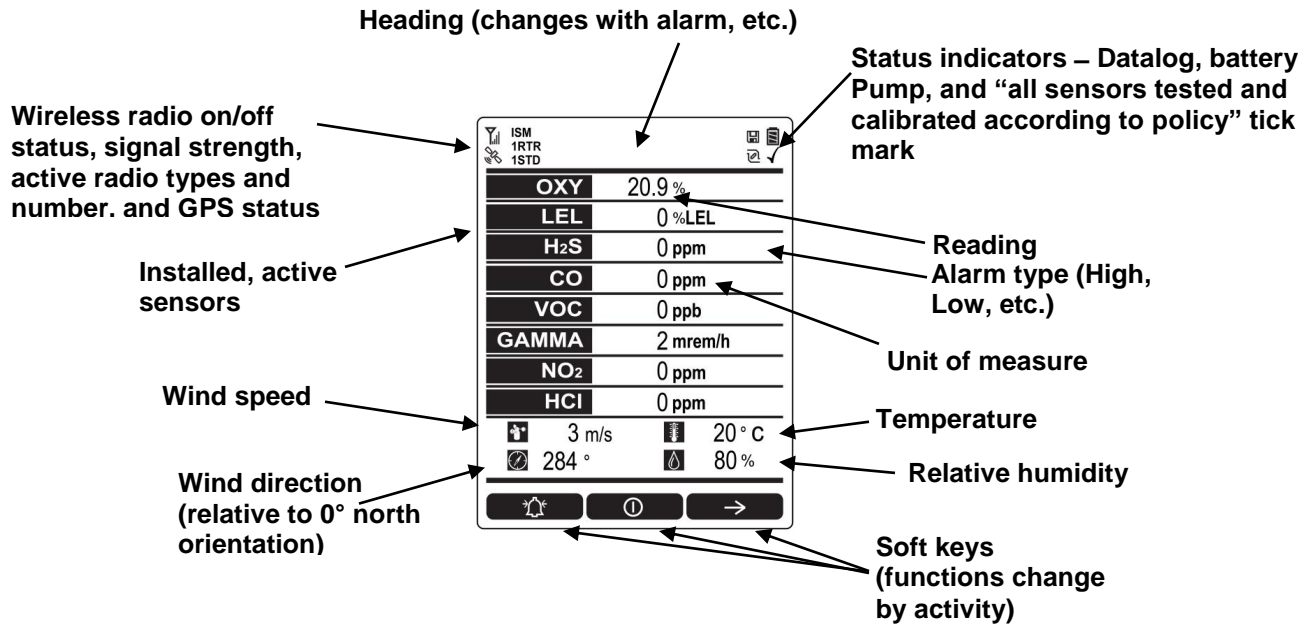 Heading (changes with alarm, etc.)
Status indicators – Datalog, battery
Pump, and “all sensors tested and
calibrated according to policy” tick
mark
Wireless radio on/off
status, signal strength,
active radio types and
number. and GPS status
ISM
1RTR
1STD
OXY 20.9 %
LEL 0 %LEL
H₂S 0 ppm
CO 0 ppm
VOC 0 ppb
GAMMA 2 mrem/h
NO₂ 0 ppm
HCl 0 ppm
3 m/s 20 ° C
284 ° 80 %
Installed, active
sensors
Reading
Alarm type (High,
Low, etc.)
Unit of measure
Wind speed
Temperature
Wind direction
(relative to 0° north
orientation)
Relative humidity
Soft keys
(functions change
by activity)